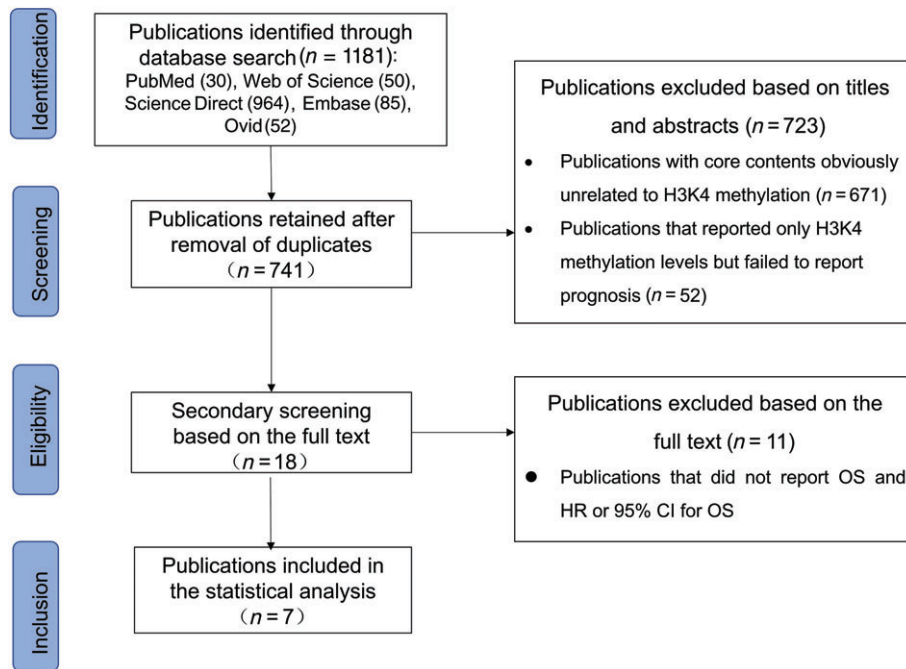 Identification
Publications identified through
database search (n = 1181):
PubMed (30), Web of Science (50),
Science Direct (964), Embase (85),
Ovid (52)
Screening
Publications retained after
removal of duplicates
（n=741）
Publications excluded based on titles
and abstracts (n=723)
• Publications with core contents obviously
unrelated to H3K4 methylation (n=671)
• Publications that reported only H3K4
methylation levels but failed to report
prognosis (n=52)
Eligibility
Secondary screening
based on the full text
（n=18）
Publications excluded based on the
full text (n = 11)
● Publications that did not report OS and
HR or 95% CI for OS
Inclusion
Publications included in
the statistical analysis
（n=7）